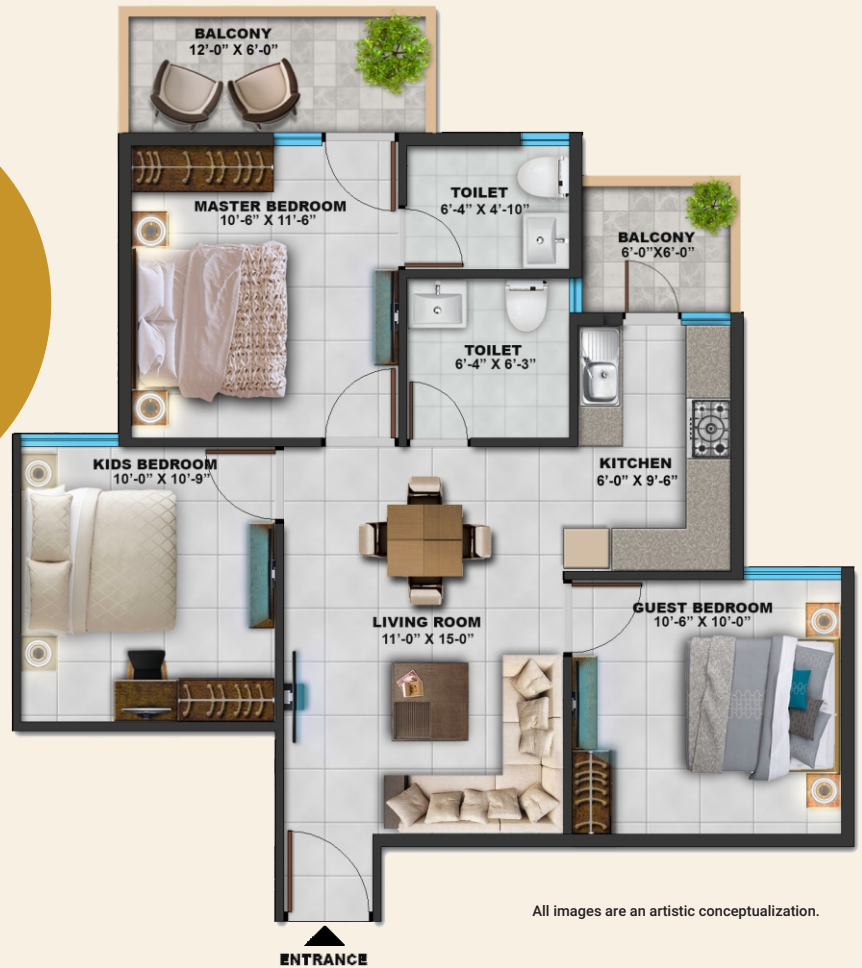 BALCONY
12’-0” X 6’-0”
MASTER BEDROOM
10’-6” X 11’-6”
TOILET
6’-4” X 4’-10”
BALCONY
6’-0”X6’-0”
TOILET
6’-4” X 6’-3”
KIDS BEDROOM
10’-0” X 10’-9”
KITCHEN
6’-0” X 9’-6”
LIVING ROOM
11’-0” X 15-0”
GUEST BEDROOM
10’-6” X 10’-0”
All images are an artistic conceptualization.
ENTRANCE